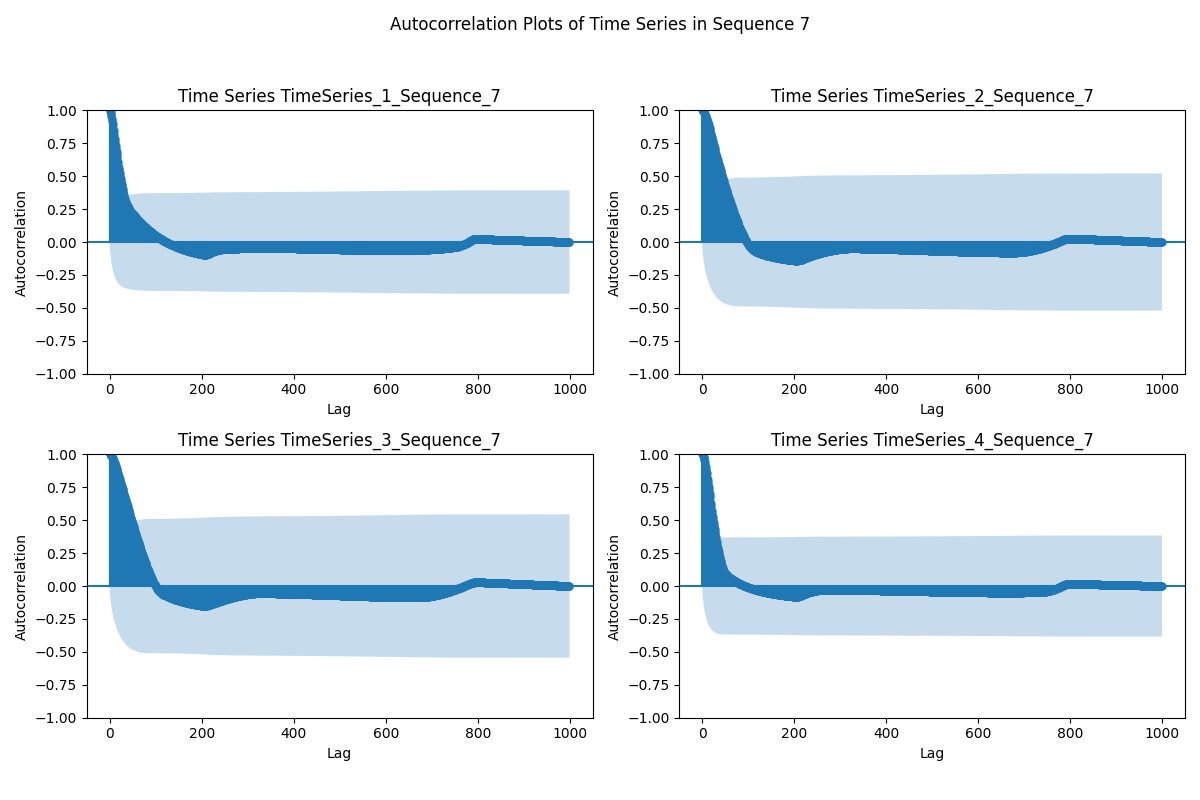 Autocorrelation Plots of Time Series in Sequence 7
Time Series TimeSeries_1_Sequence_7
1.00
0.75
0.50
0.25
0.00
−0.25
−0.50
−0.75
−1.00
Autocorrelation
0 200 400 600 800 1000
Lag
Time Series TimeSeries_2_Sequence_7
1.00
0.75
0.50
0.25
0.00
−0.25
−0.50
−0.75
−1.00
Autocorrelation
0 200 400 600 800 1000
Lag
Time Series TimeSeries_3_Sequence_7
1.00
0.75
0.50
0.25
0.00
−0.25
−0.50
−0.75
−1.00
Autocorrelation
0 200 400 600 800 1000
Lag
Time Series TimeSeries_4_Sequence_7
1.00
0.75
0.50
0.25
0.00
−0.25
−0.50
−0.75
−1.00
Autocorrelation
0 200 400 600 800 1000
Lag